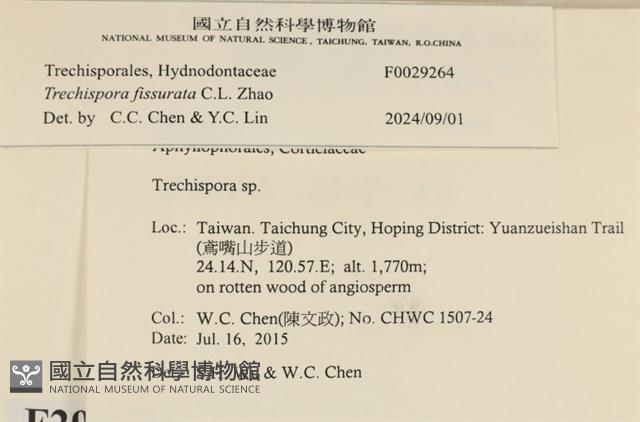 國立自然科學博物館
NATIONAL MUSEUM OF NATURAL SCIENCE, TAICHUNG, TAIWAN, R.O.CHINA
Trechisporales, Hydnodontaceae F0029264
Trechispora fissurata C.L. Zhao
Det. by C.C. Chen & Y.C. Lin 2024/09/01
Aphyllophorales, Corticiaceae
Trechispora sp.
Loc.: Taiwan. Taichung City, Hoping District: Yuanzueishan Trail
(鳶嘴山步道)
24.14.N, 120.57.E; alt. 1,770m;
on rotten wood of angiosperm
Col.: W.C. Chen(陳文政); No. CHWC 1507-24
Date: Jul. 16, 2015
& W.C. Chen
國立自然科學博物館
NATIONAL MUSEUM OF NATURAL SCIENCE